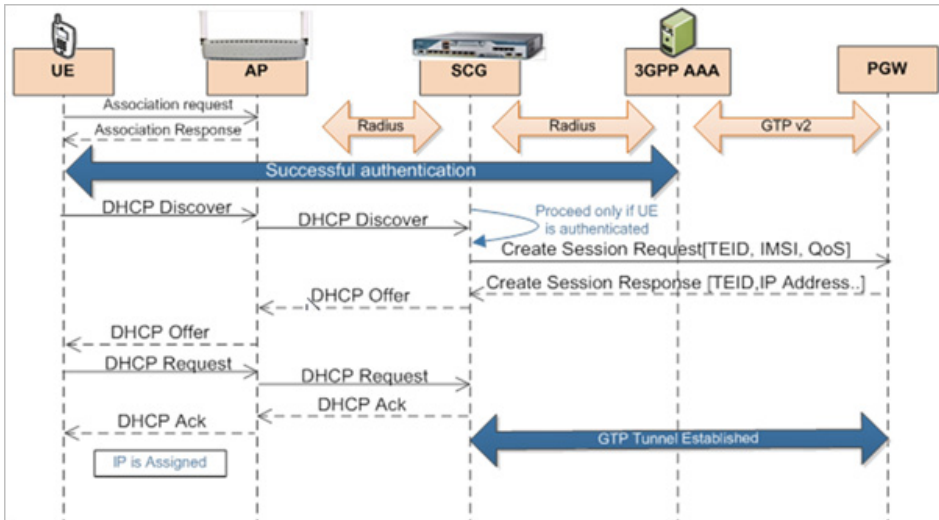 UE
AP
SCG
3GPP AAA
PGW
Association request
Association Response
Radius
Radius
GTP v2
Successful authentication
DHCP Discover
DHCP Discover
Proceed only if UE
is authenticated
Create Session Request[TEID, IMSI, QoS]
Create Session Response [TEID,IP Address..]
DHCP Offer
DHCP Offer
DHCP Request
DHCP Request
DHCP Ack
DHCP Ack
GTP Tunnel Established
IP is Assigned